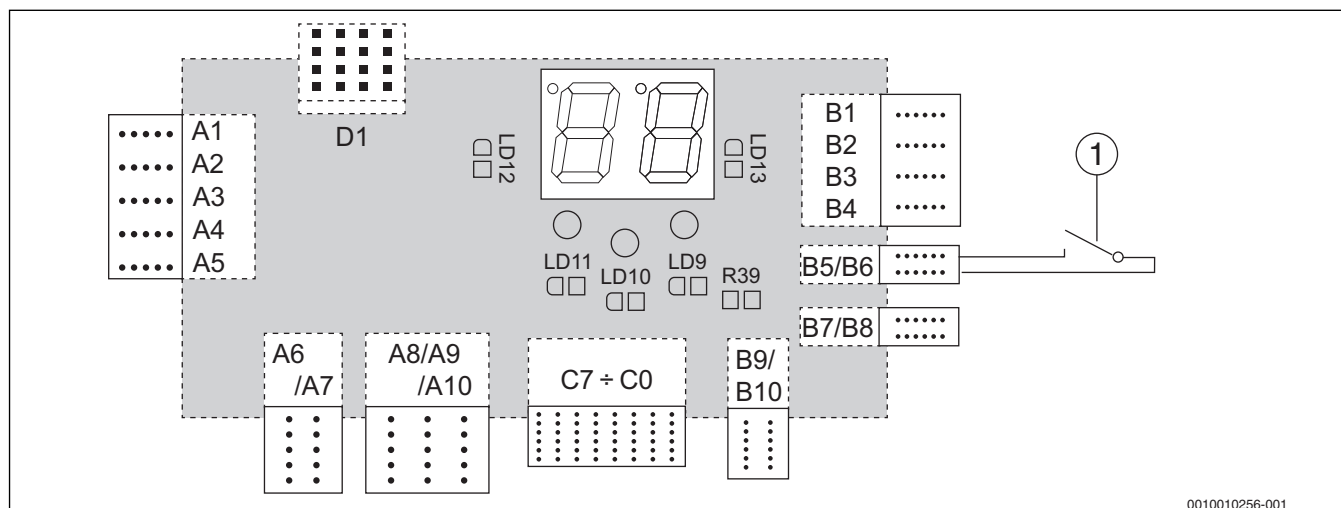 D1
A1
A2
A3
A4
A5
LD12
LD13
LD11
LD10
LD9
R39
B1
B2
B3
B4
B5/B6
B7/B8
1
A6
/A7
A8/A9
/A10
C7 ÷ C0
B9/
B10
0010010256-001